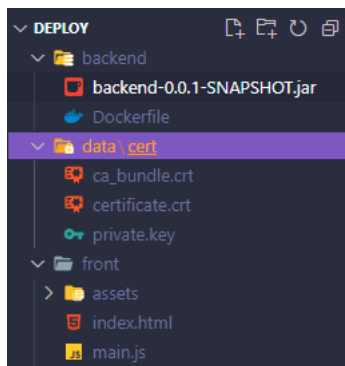 DEPLOY
backend
backend-0.0.1-SNAPSHOT.jar
Dockerfile
data\cert
ca_bundle.crt
certificate.crt
private.key
front
assets
index.html
JS main.js